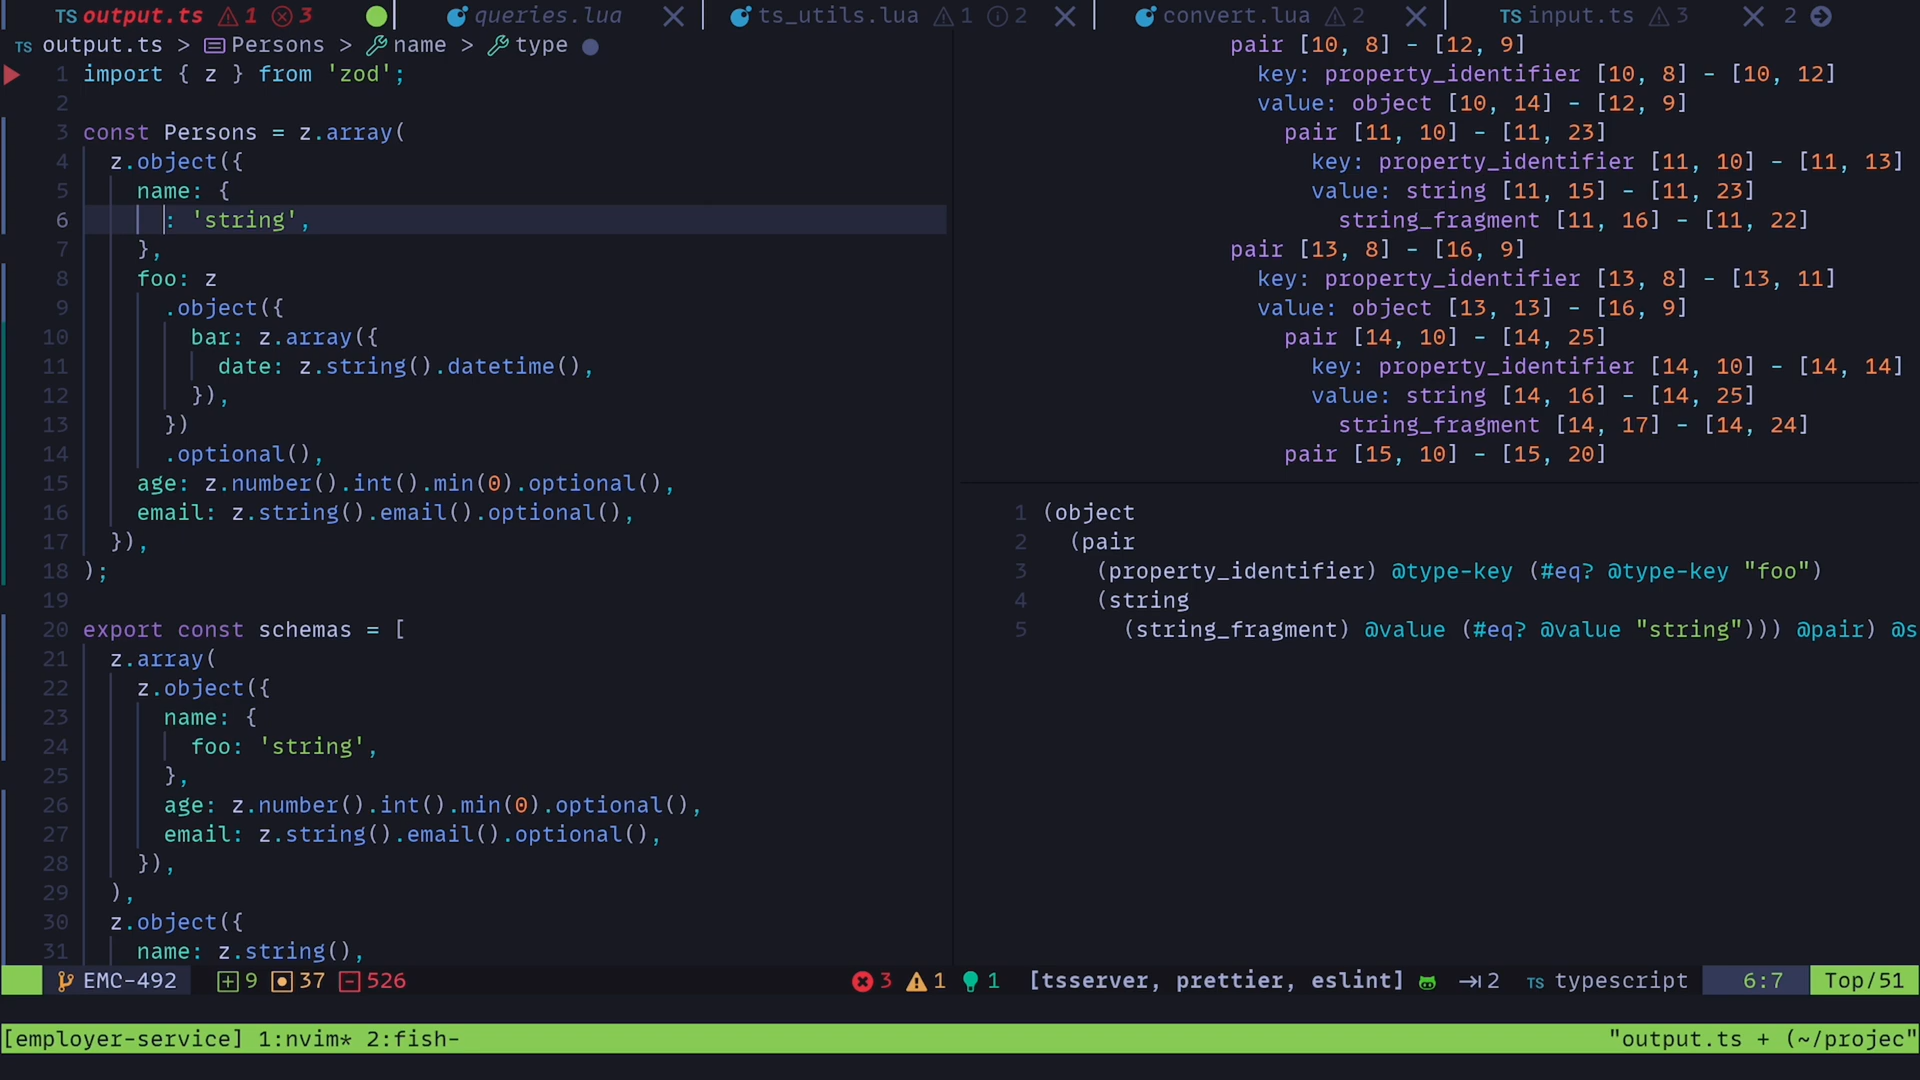 TS output.ts 1 3 queries.lua ts_utils.lua 1 2 convert.lua 2 TS input.ts 3 2
TS output.ts > Persons > name > type
1 import { z } from 'zod';
2
3 const Persons = z.array(
4 z.object({
5 name: {
6 : 'string',
7 },
8 foo: z
9 .object({
10 bar: z.array({
11 date: z.string().datetime(),
12 }),
13 })
14 .optional(),
15 age: z.number().int().min(0).optional(),
16 email: z.string().email().optional(),
17 }),
18 );
19
20 export const schemas = [
21 z.array(
22 z.object({
23 name: {
24 foo: 'string',
25 },
26 age: z.number().int().min(0).optional(),
27 email: z.string().email().optional(),
28 }),
29 ),
30 z.object({
31 name: z.string(),
pair [10, 8] - [12, 9]
key: property_identifier [10, 8] - [10, 12]
value: object [10, 14] - [12, 9]
pair [11, 10] - [11, 23]
key: property_identifier [11, 10] - [11, 13]
value: string [11, 15] - [11, 23]
string_fragment [11, 16] - [11, 22]
pair [13, 8] - [16, 9]
key: property_identifier [13, 8] - [13, 11]
value: object [13, 13] - [16, 9]
pair [14, 10] - [14, 25]
key: property_identifier [14, 10] - [14, 14]
value: string [14, 16] - [14, 25]
string_fragment [14, 17] - [14, 24]
pair [15, 10] - [15, 20]
1 (object
2 (pair
3 (property_identifier) @type-key (#eq? @type-key "foo")
4 (string
5 (string_fragment) @value (#eq? @value "string"))) @pair) @s
EMC-492 9 37 526 3 1 1 [tsserver, prettier, eslint] 2 TS typescript 6:7 Top/51
[employer-service] 1:nvim* 2:fish- "output.ts + (~/projec"